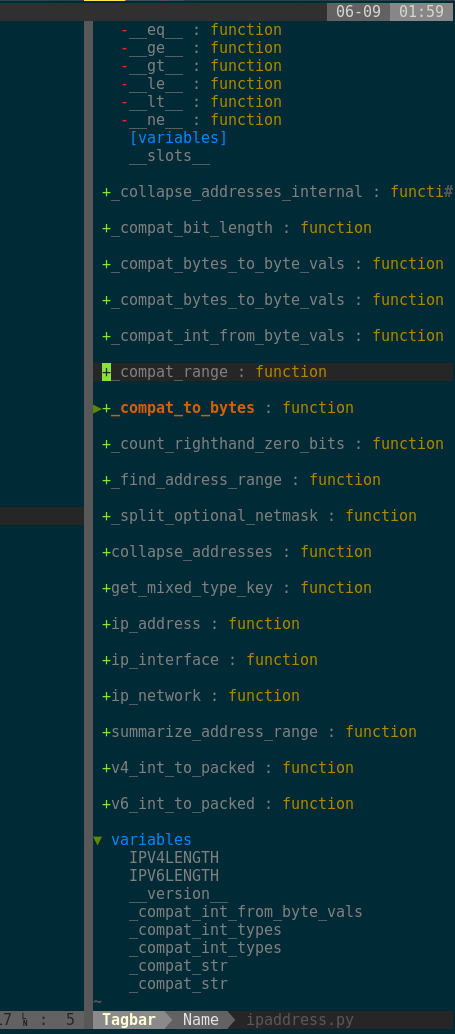 06-09 01:59
-__eq__ : function
-__ge__ : function
-__gt__ : function
-__le__ : function
-__lt__ : function
-__ne__ : function
[variables]
__slots__
+_collapse_addresses_internal : functi#
+_compat_bit_length : function
+_compat_bytes_to_byte_vals : function
+_compat_bytes_to_byte_vals : function
+_compat_int_from_byte_vals : function
+_compat_range : function
▶+_compat_to_bytes : function
+_count_righthand_zero_bits : function
+_find_address_range : function
+_split_optional_netmask : function
+collapse_addresses : function
+get_mixed_type_key : function
+ip_address : function
+ip_interface : function
+ip_network : function
+summarize_address_range : function
+v4_int_to_packed : function
+v6_int_to_packed : function
▼ variables
IPV4LENGTH
IPV6LENGTH
__version__
_compat_int_from_byte_vals
_compat_int_types
_compat_int_types
_compat_str
_compat_str
~
17 ␤ : 5 Tagbar Name ipaddress.py